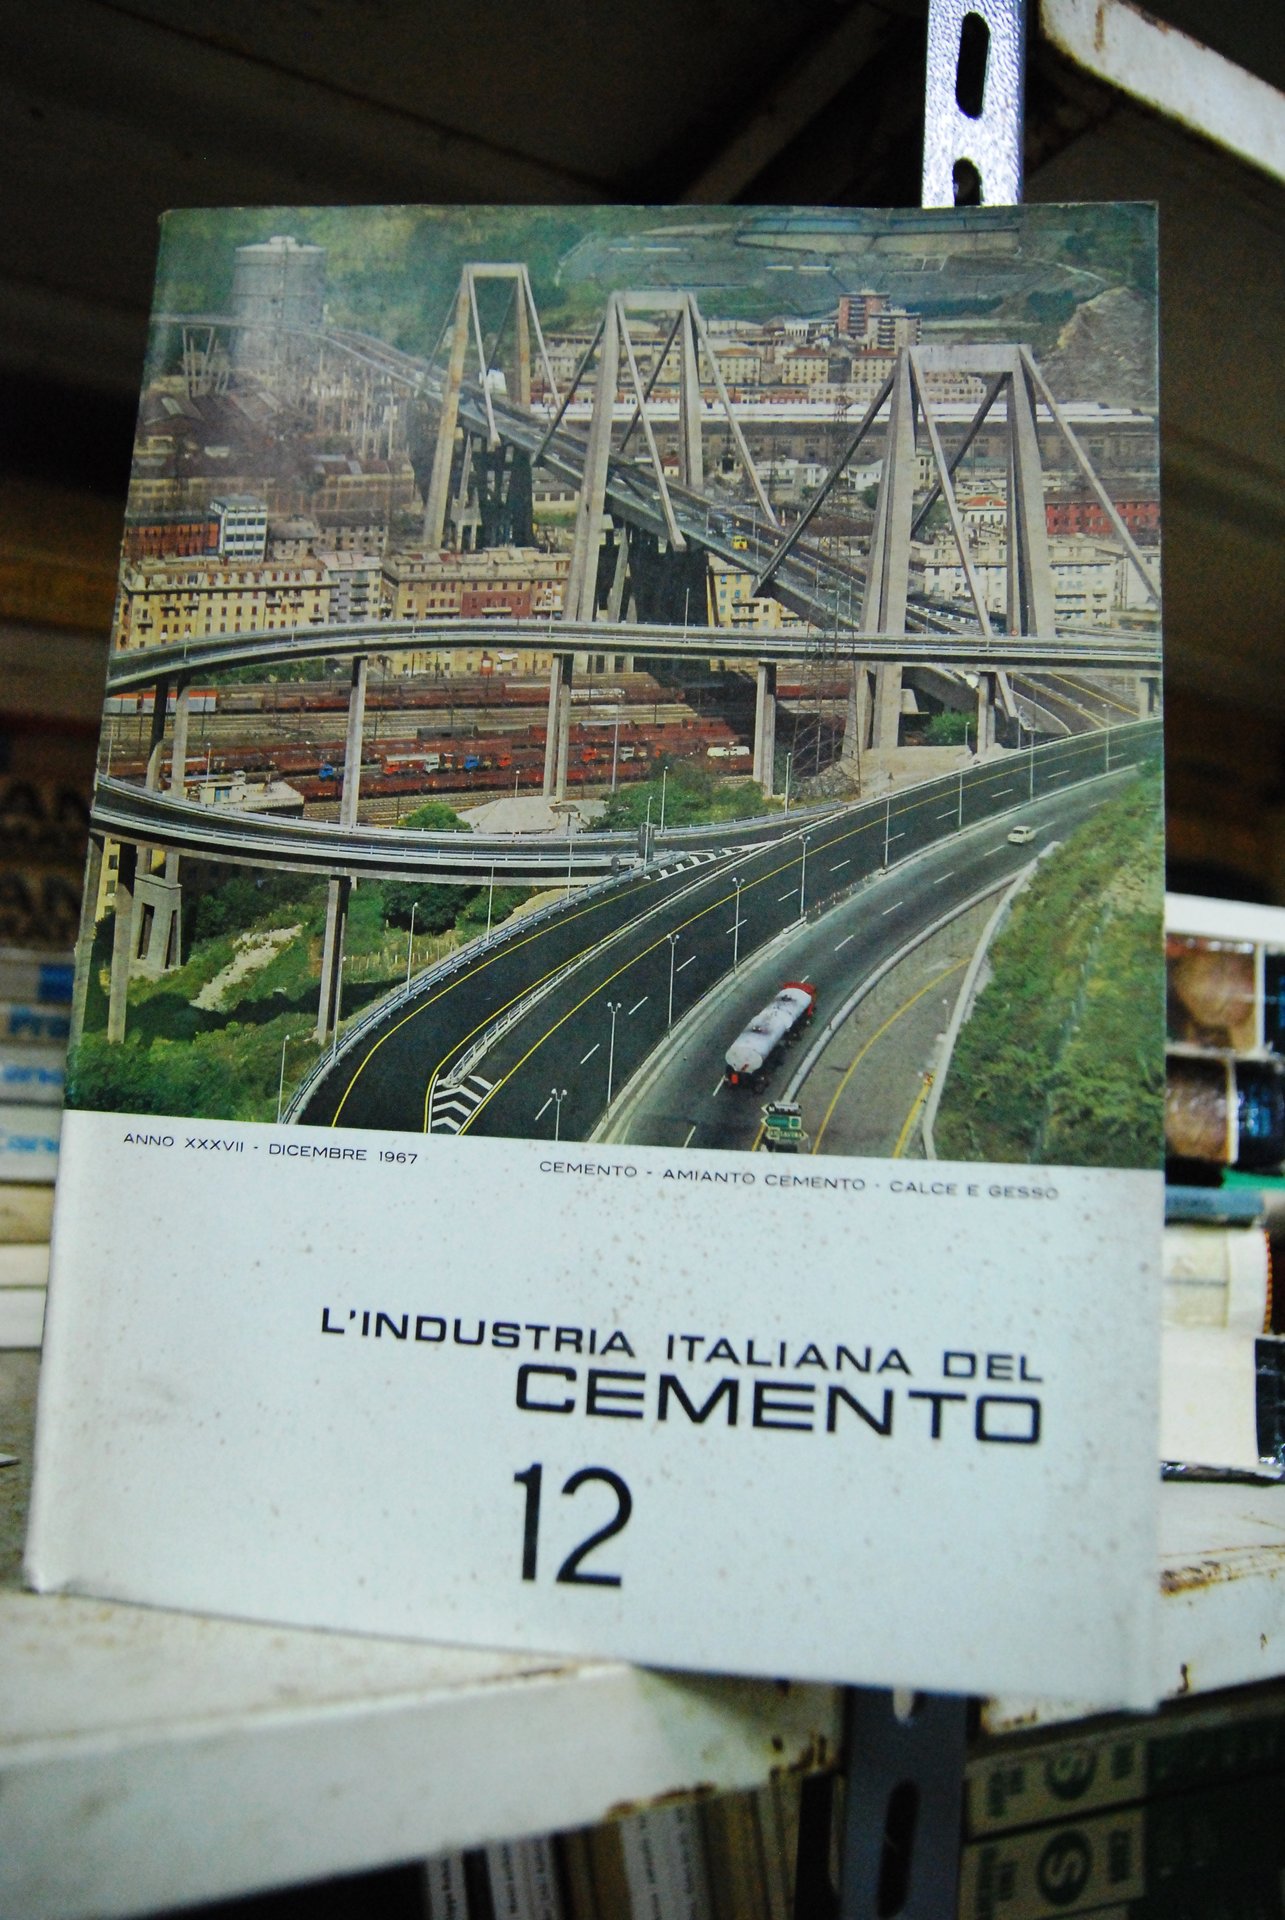 ANNO XXXVII - DICEMBRE 1967
CEMENTO - AMIANTO CEMENTO - CALCE E GESSO
L'INDUSTRIA ITALIANA DEL
CEMENTO
12